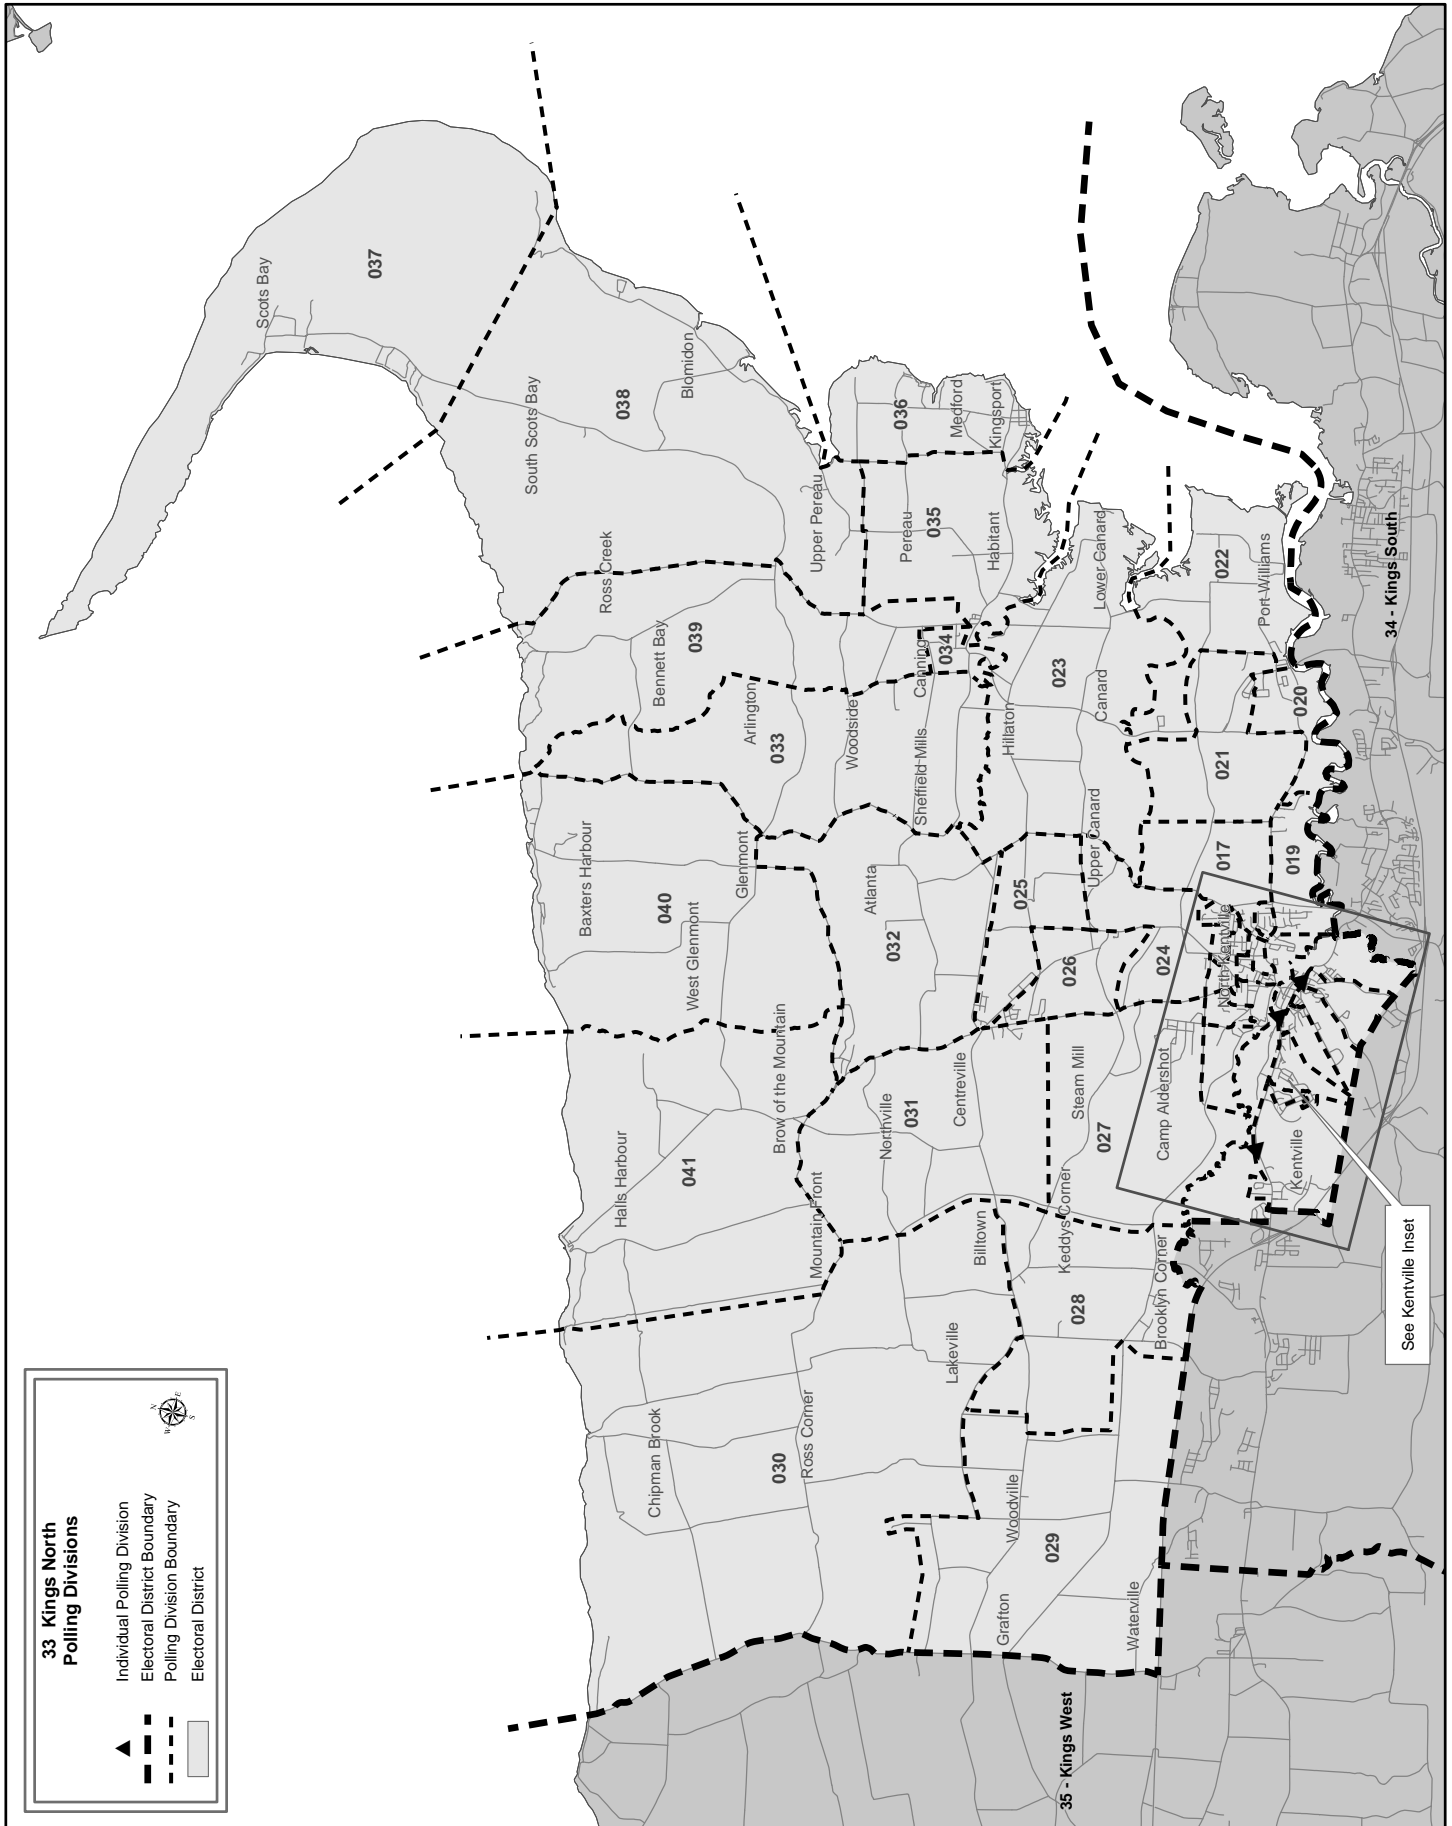 33 Kings North
Polling Divisions
Individual Polling Division
Electoral District Boundary
Polling Division Boundary
Electoral District
N
E
S
W
Scots Bay
037
South Scots Bay
038
Blomidon
Ross Creek
Upper Pereau
036
Medford
Kingsport
Pereau
035
Habitant
Bennett Bay
039
Arlington
033
Woodside
Canning
034
Sheffield Mills
Hillaton
023
Canard
Lower Canard
022
Port Williams
020
021
Upper Canard
017
019
Baxters Harbour
040
Glenmont
West Glenmont
Atlanta
032
025
026
024
North Kentville
Brow of the Mountain
Halls Harbour
041
Mountain Front
Northville
031
Centreville
Steam Mill
027
Camp Aldershot
Kentville
Keddys Corner
Billtown
Brooklyn Corner
028
Lakeville
Chipman Brook
030
Ross Corner
Woodville
029
Grafton
Waterville
34 - Kings South
35 - Kings West
See Kentville Inset